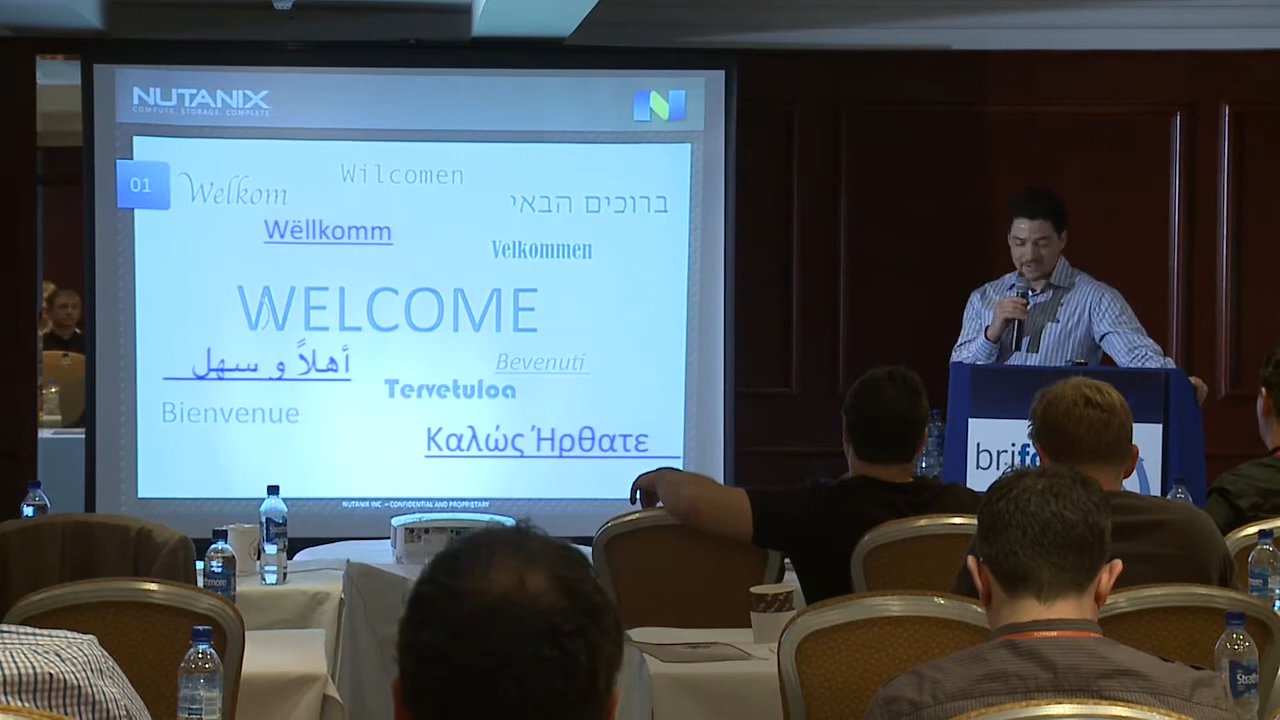 NUTANIX
COMPUTE. STORAGE. COMPLETE.
N
01
Welkom
Wilcomen
ברוכים הבאי
Wëllkomm
Velkommen
WELCOME
أهلاً و سهل
Bevenuti
Tervetuloa
Bienvenue
Καλώς Ήρθατε
NUTANIX INC. – CONFIDENTIAL AND PROPRIETARY
brifo